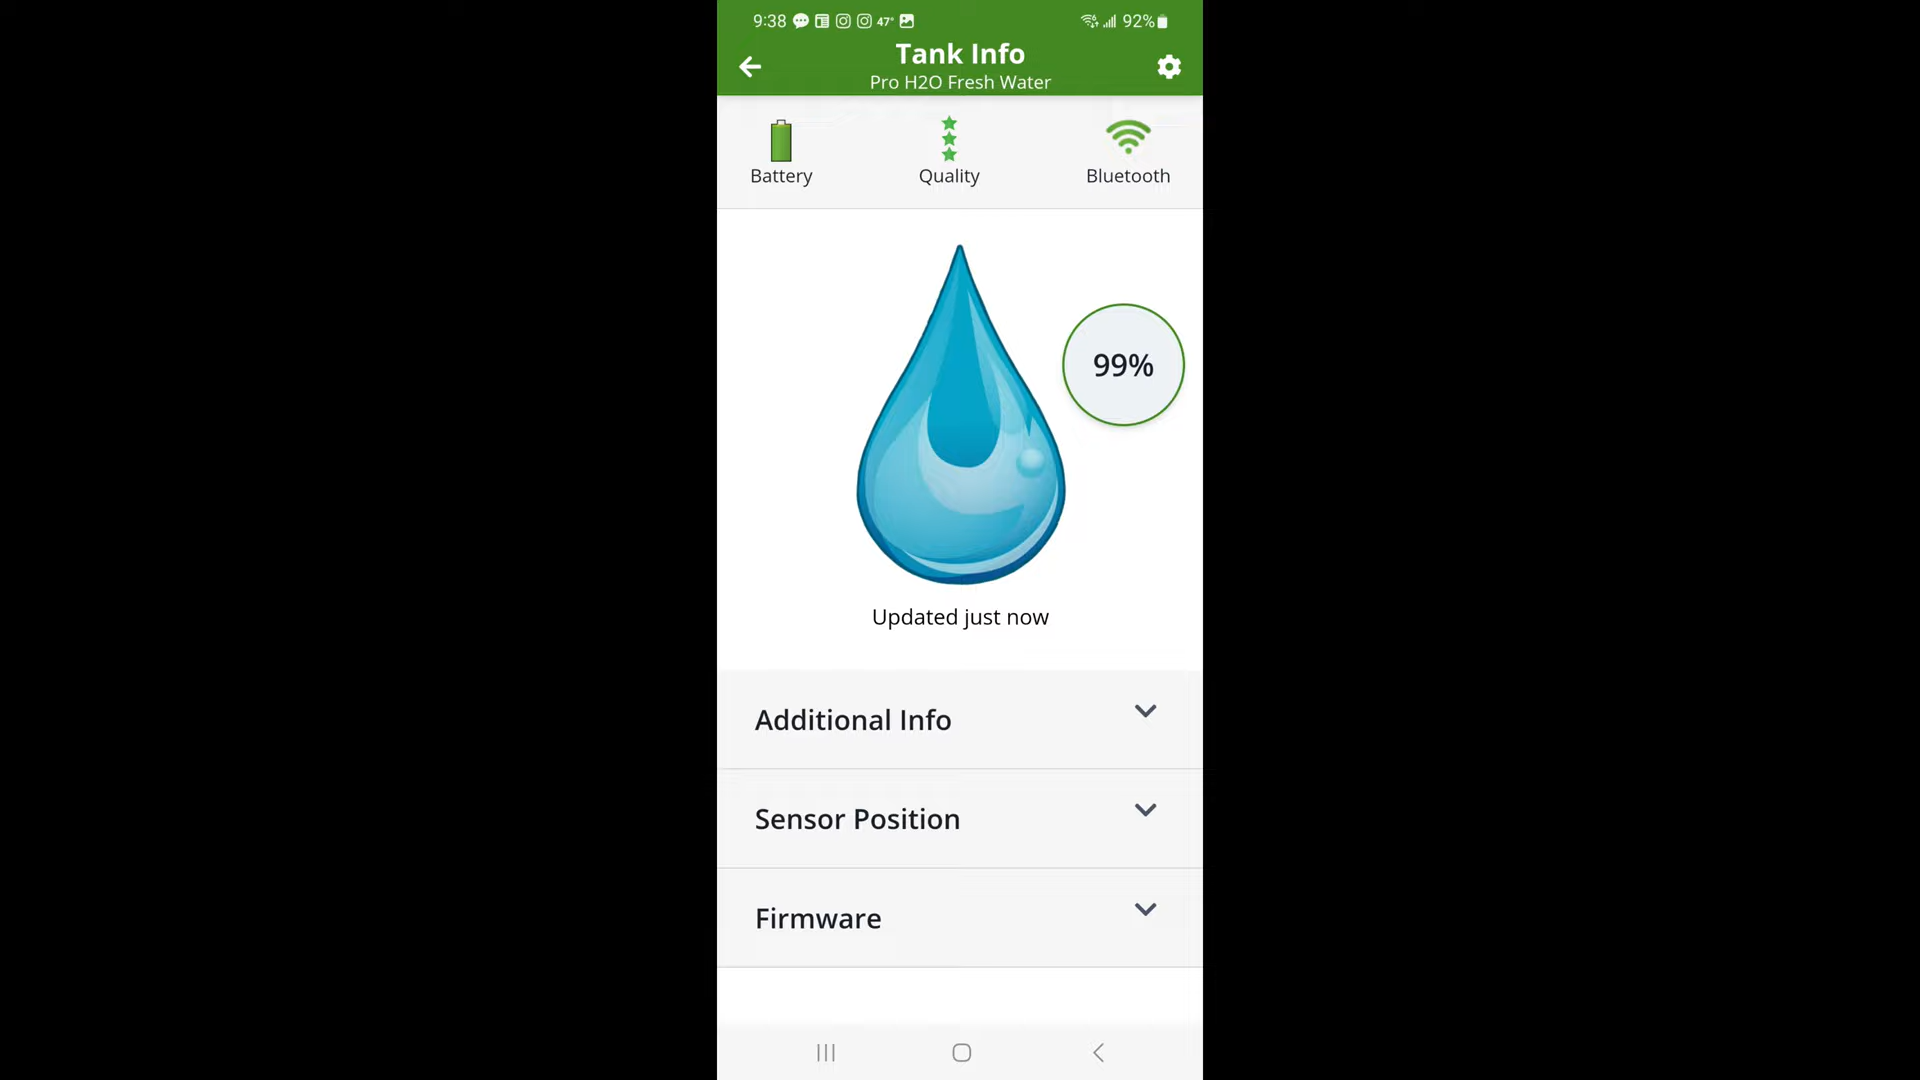 9:38 47° 92%
Tank Info
Pro H2O Fresh Water
Battery Quality Bluetooth
99%
Updated just now
Additional Info
Sensor Position
Firmware